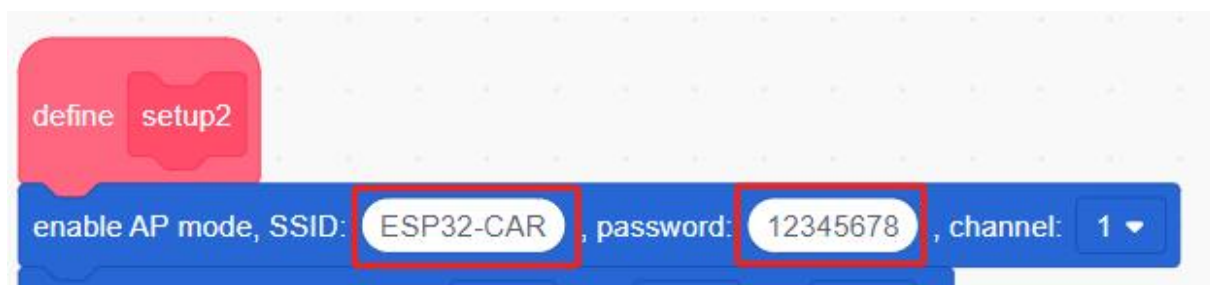 define setup2
enable AP mode, SSID: ESP32-CAR , password: 12345678 , channel: 1